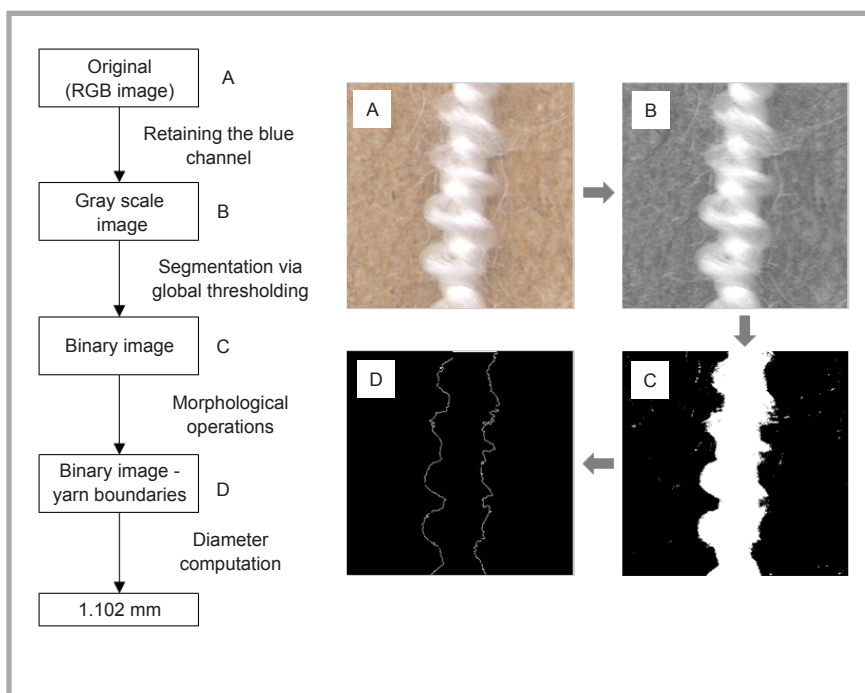 Original
(RGB image)
A
Retaining the blue
channel
Gray scale
image
B
Segmentation via
global thresholding
Binary image
C
Morphological
operations
Binary image -
yarn boundaries
D
Diameter
computation
1.102 mm
A
B
D
C